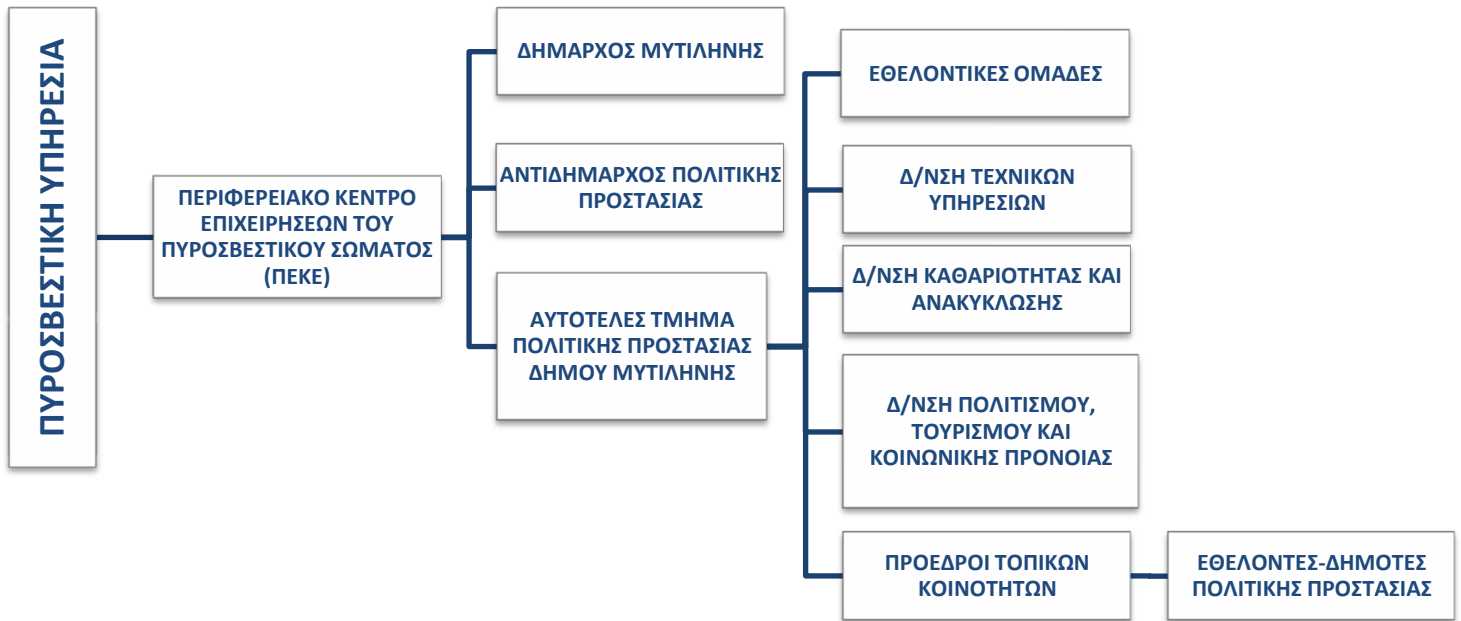 ΠΥΡΟΣΒΕΣΤΙΚΗ ΥΠΗΡΕΣΙΑ
ΠΕΡΙΦΕΡΕΙΑΚΟ ΚΕΝΤΡΟ
ΕΠΙΧΕΙΡΗΣΕΩΝ ΤΟΥ
ΠΥΡΟΣΒΕΣΤΙΚΟΥ ΣΩΜΑΤΟΣ
(ΠΕΚΕ)
ΔΗΜΑΡΧΟΣ ΜΥΤΙΛΗΝΗΣ
ΑΝΤΙΔΗΜΑΡΧΟΣ ΠΟΛΙΤΙΚΗΣ
ΠΡΟΣΤΑΣΙΑΣ
ΑΥΤΟΤΕΛΕΣ ΤΜΗΜΑ
ΠΟΛΙΤΙΚΗΣ ΠΡΟΣΤΑΣΙΑΣ
ΔΗΜΟΥ ΜΥΤΙΛΗΝΗΣ
ΕΘΕΛΟΝΤΙΚΕΣ ΟΜΑΔΕΣ
Δ/ΝΣΗ ΤΕΧΝΙΚΩΝ
ΥΠΗΡΕΣΙΩΝ
Δ/ΝΣΗ ΚΑΘΑΡΙΟΤΗΤΑΣ ΚΑΙ
ΑΝΑΚΥΚΛΩΣΗΣ
Δ/ΝΣΗ ΠΟΛΙΤΙΣΜΟΥ,
ΤΟΥΡΙΣΜΟΥ ΚΑΙ
ΚΟΙΝΩΝΙΚΗΣ ΠΡΟΝΟΙΑΣ
ΠΡΟΕΔΡΟΙ ΤΟΠΙΚΩΝ
ΚΟΙΝΟΤΗΤΩΝ
ΕΘΕΛΟΝΤΕΣ-ΔΗΜΟΤΕΣ
ΠΟΛΙΤΙΚΗΣ ΠΡΟΣΤΑΣΙΑΣ